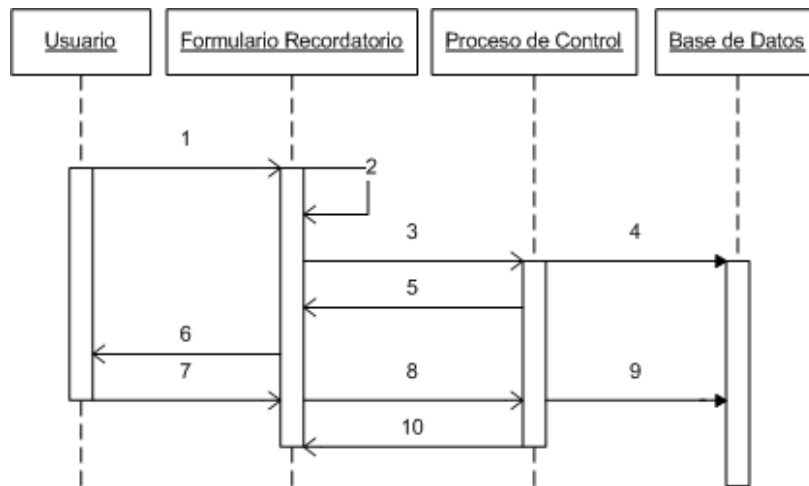 Usuario
Formulario Recordatorio
Proceso de Control
Base de Datos
1
2
3
4
5
6
7
8
9
10